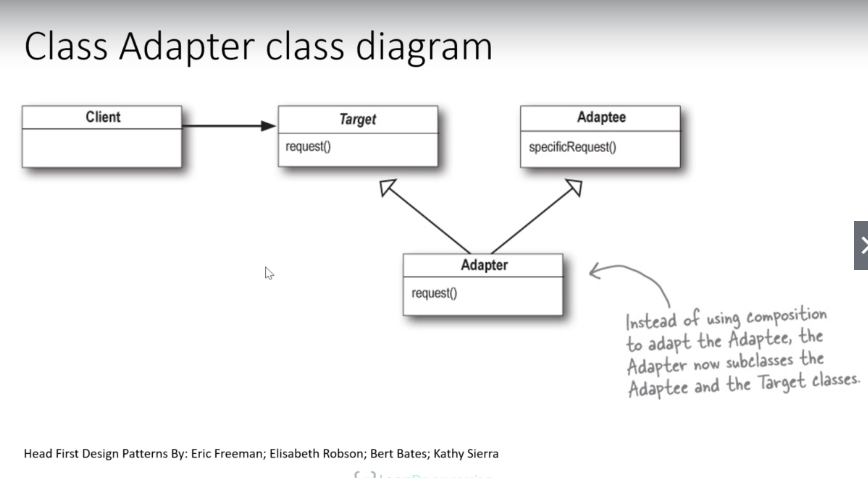 Class Adapter class diagram
Client
Target
request()
Adaptee
specificRequest()
Adapter
request()
Instead of using composition
to adapt the Adaptee, the
Adapter now subclasses the
Adaptee and the Target classes.
Head First Design Patterns By: Eric Freeman; Elisabeth Robson; Bert Bates; Kathy Sierra